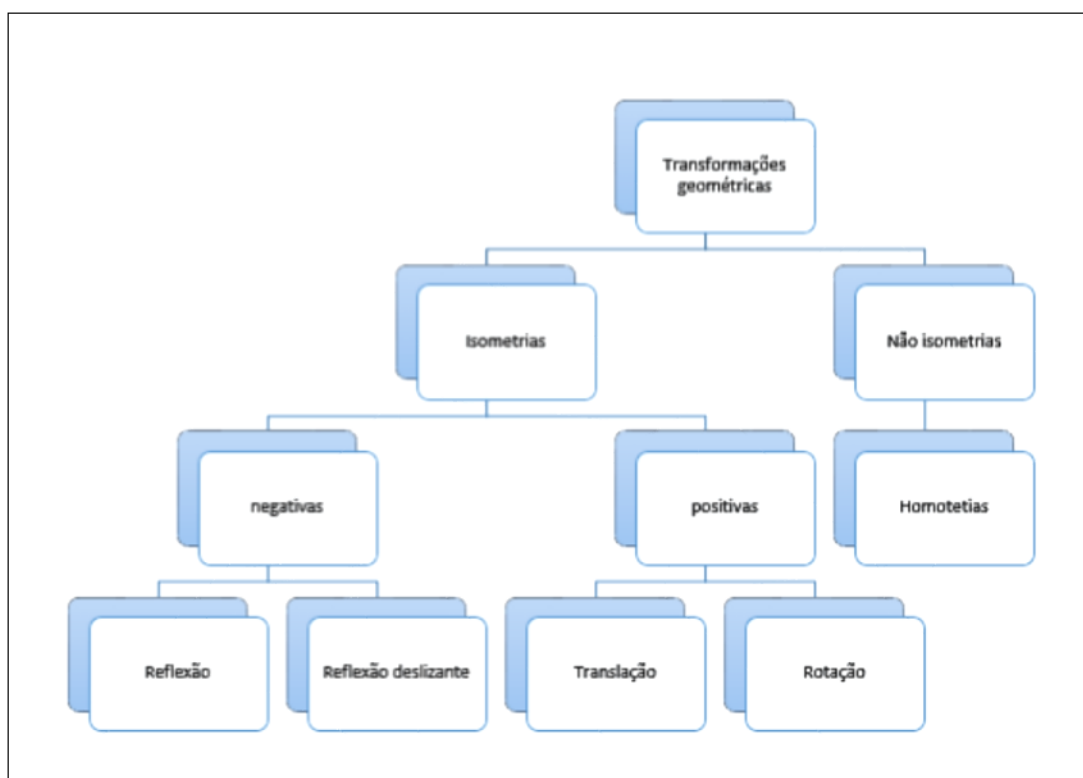 Transformações
geométricas
Isometrias
Não isometrias
negativas
positivas
Homotetias
Reflexão
Reflexão deslizante
Translação
Rotação